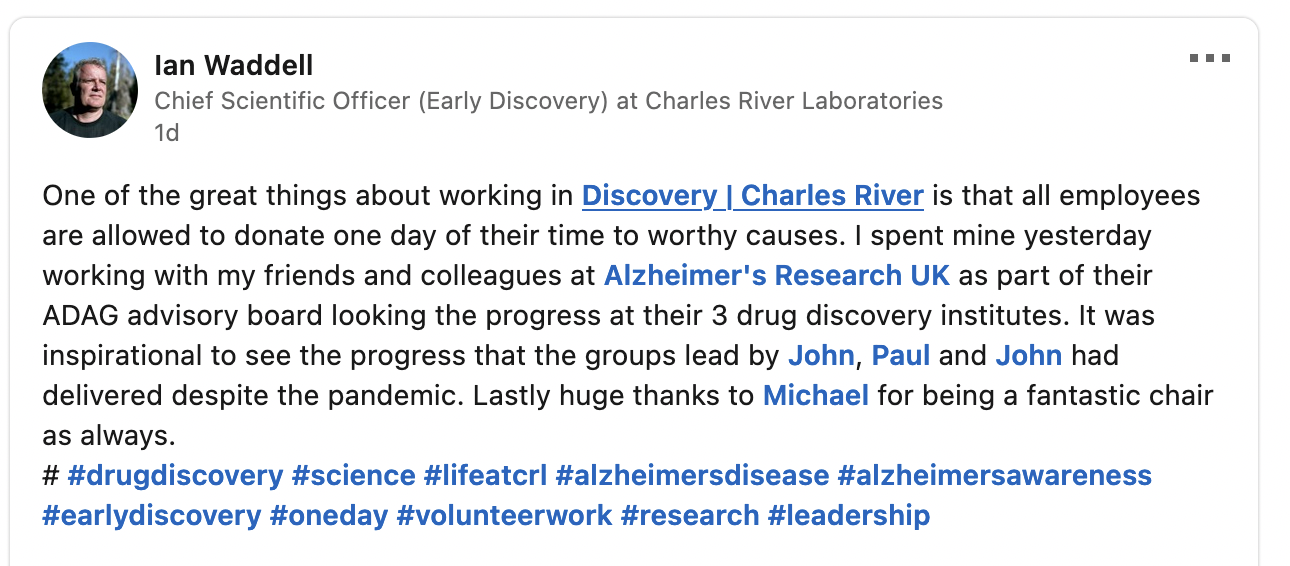 Ian Waddell
Chief Scientific Officer (Early Discovery) at Charles River Laboratories
1d
One of the great things about working in Discovery | Charles River is that all employees
are allowed to donate one day of their time to worthy causes. I spent mine yesterday
working with my friends and colleagues at Alzheimer's Research UK as part of their
ADAG advisory board looking the progress at their 3 drug discovery institutes. It was
inspirational to see the progress that the groups lead by John, Paul and John had
delivered despite the pandemic. Lastly huge thanks to Michael for being a fantastic chair
as always.
# #drugdiscovery #science #lifeatcrl #alzheimersdisease #alzheimersawareness
#earlydiscovery #oneday #volunteerwork #research #leadership